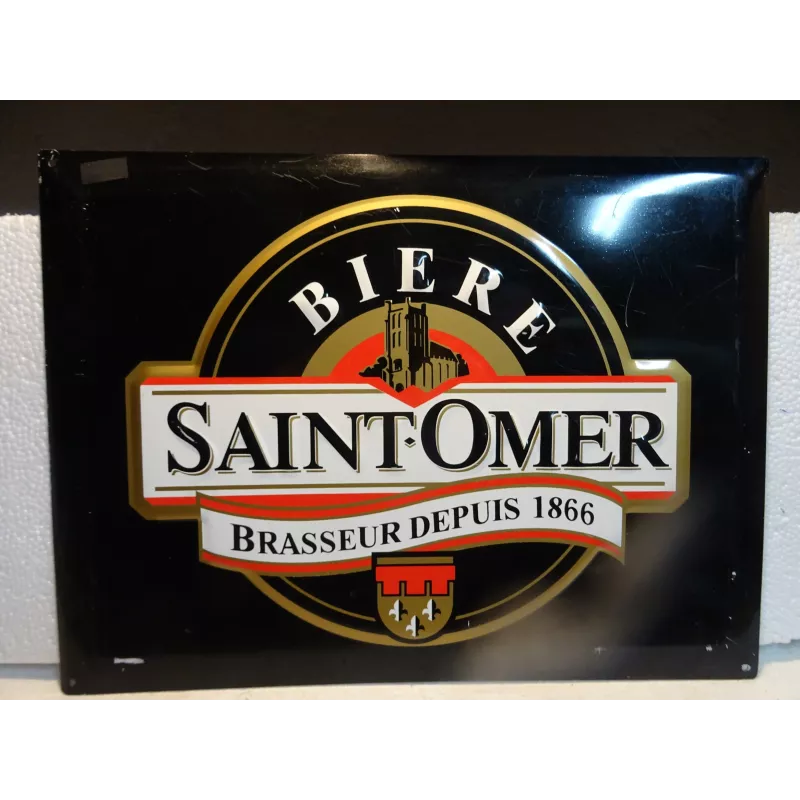 BIERE
SAINT·OMER
BRASSEUR DEPUIS 1866